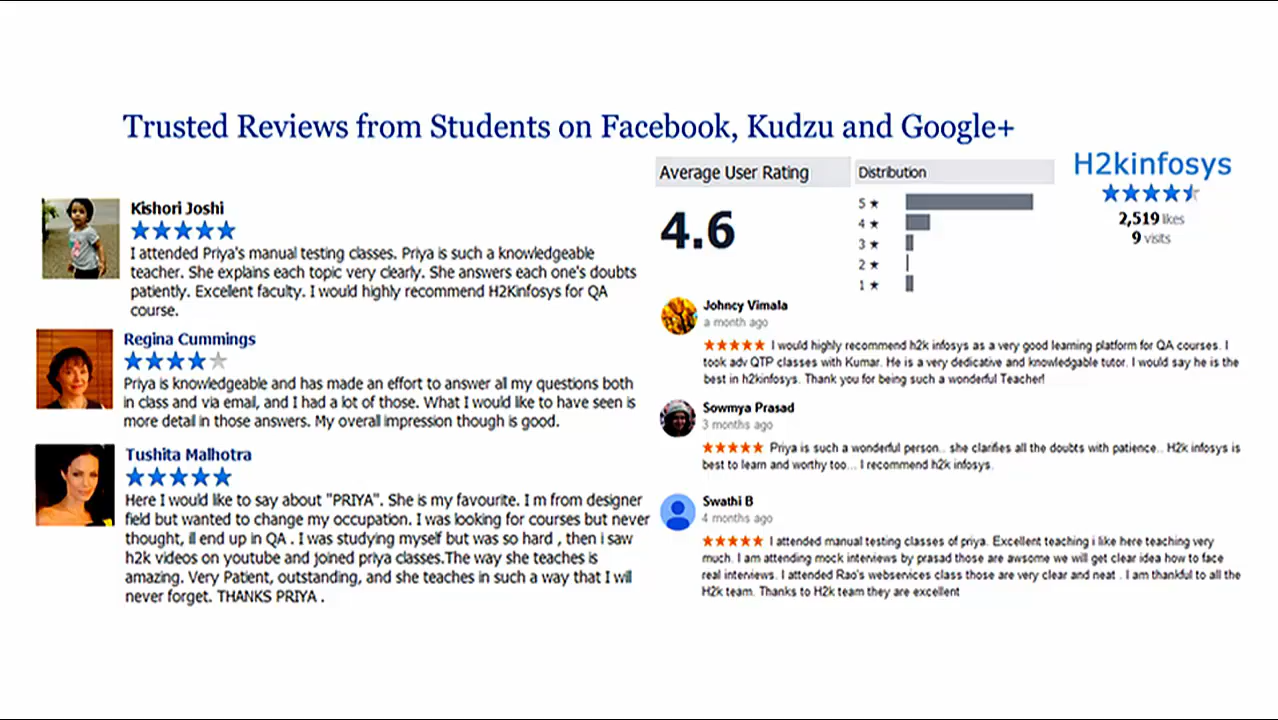 Trusted Reviews from Students on Facebook, Kudzu and Google+
Kishori Joshi
I attended Priya's manual testing classes. Priya is such a knowledgeable
teacher. She explains each topic very clearly. She answers each one's doubts
patiently. Excellent faculty. I would highly recommend H2Kinfosys for QA
course.
Regina Cummings
Priya is knowledgeable and has made an effort to answer all my questions both
in class and via email, and I had a lot of those. What I would like to have seen is
more detail in those answers. My overall impression though is good.
Tushita Malhotra
Here I would like to say about "PRIYA". She is my favourite. I m from designer
field but wanted to change my occupation. I was looking for courses but never
thought, ill end up in QA . I was studying myself but was so hard , then i saw
h2k videos on youtube and joined priya classes.The way she teaches is
amazing. Very Patient, outstanding, and she teaches in such a way that I will
never forget. THANKS PRIYA .
Average User Rating
4.6
Distribution
5 ★
4 ★
3 ★
2 ★
1 ★
H2kinfosys
2,519 likes
9 visits
Johncy Vimala
a month ago
I would highly recommend h2k infosys as a very good learning platform for QA courses. I
took adv QTP classes with Kumar. He is a very dedicative and knowledgable tutor. I would say he is the
best in h2kinfosys. Thank you for being such a wonderful Teacher!
Sowmya Prasad
3 months ago
Priya is such a wonderful person.. she clarifies all the doubts with patience.. H2k infosys is
best to learn and worthy too... I recommend h2k infosys.
Swathi B
4 months ago
I attended manual testing classes of priya. Excellent teaching i like here teaching very
much. I am attending mock interviews by prasad those are awsome we will get clear idea how to face
real interviews. I attended Rao's webservices class those are very clear and neat . I am thankful to all the
H2k team. Thanks to H2k team they are excellent